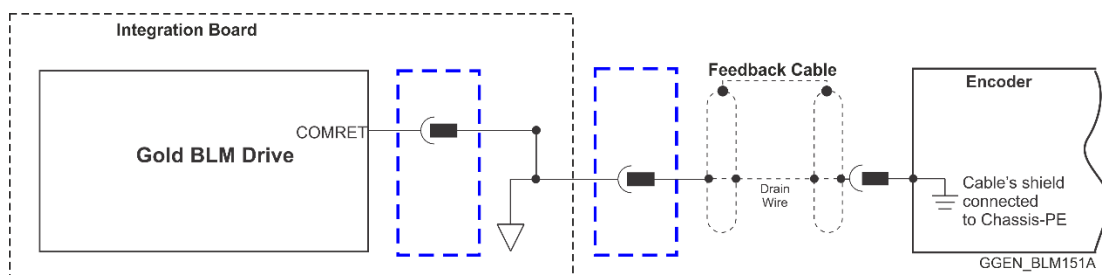 Integration Board
COMRET
Gold BLM Drive
Feedback Cable
Drain
Wire
Encoder
Cable's shield
connected
to Chassis-PE
GGEN_BLM151A